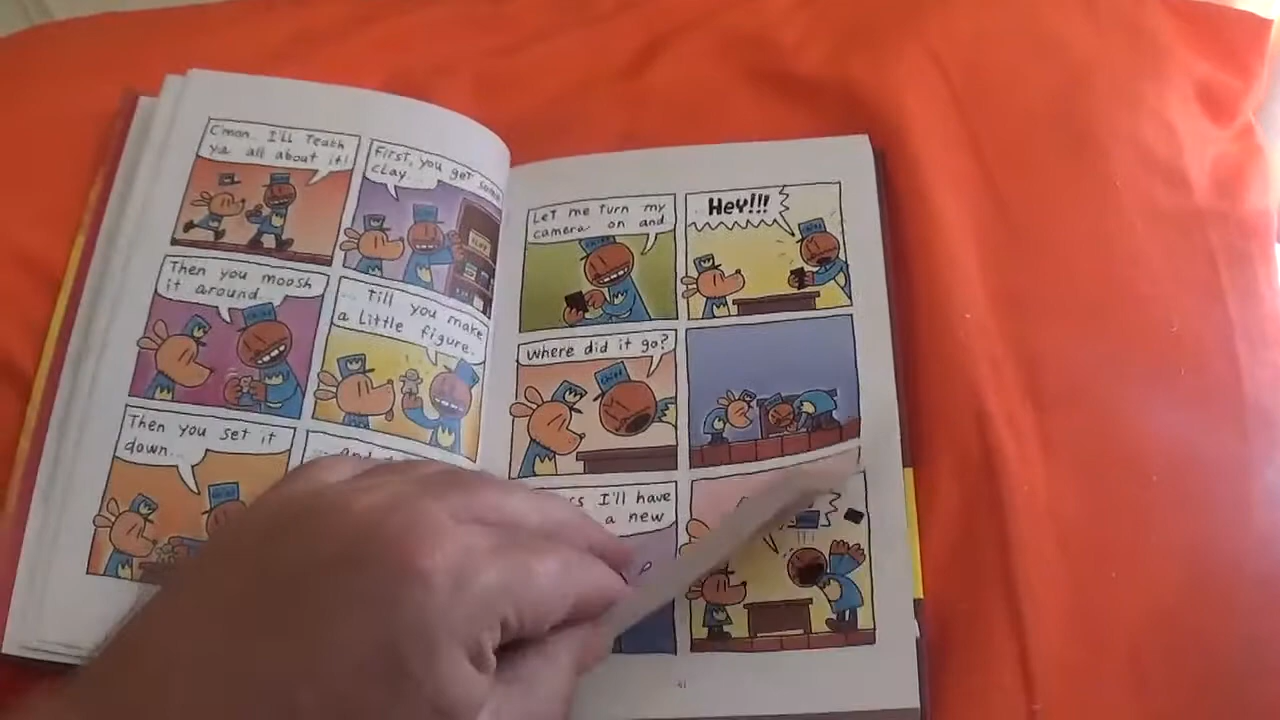 C'mon.. I'll Teach
ya all about it!
First, you get some
clay...
Then you moosh
it around...
... Till you make
a Little figure.
Then you set it
down...
... and
Let me turn my
camera on and
Hey!!!
where did it go?
I'll have
a new
41